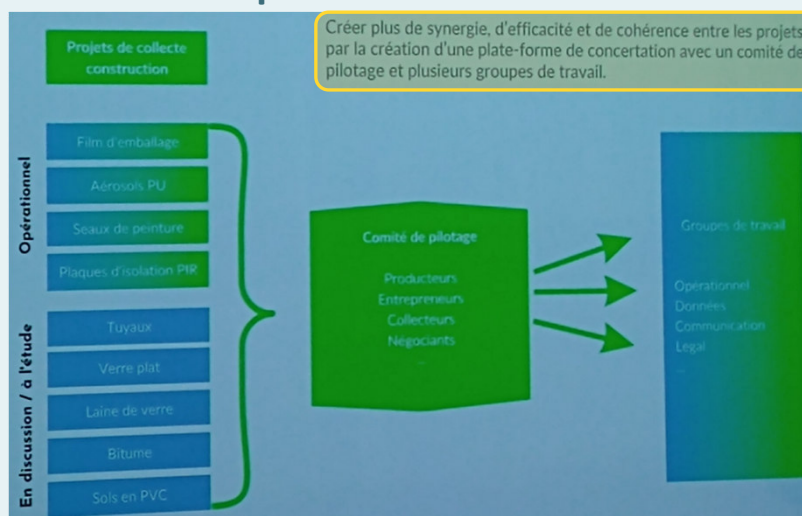 Créer plus de synergie, d'efficacité et de cohérence entre les projets
par la création d'une plate-forme de concertation avec un comité de
pilotage et plusieurs groupes de travail.
Projets de collecte
construction
Opérationnel
Film d'emballage
Aérosols PU
Seaux de peinture
Plaques d'isolation PIR
En discussion / à l'étude
Tuyaux
Verre plat
Laine de verre
Bitume
Sols en PVC
Comité de pilotage
Producteurs
Entrepreneurs
Collecteurs
Négociants
...
Groupes de travail
Opérationnel
Données
Communication
Légal
...